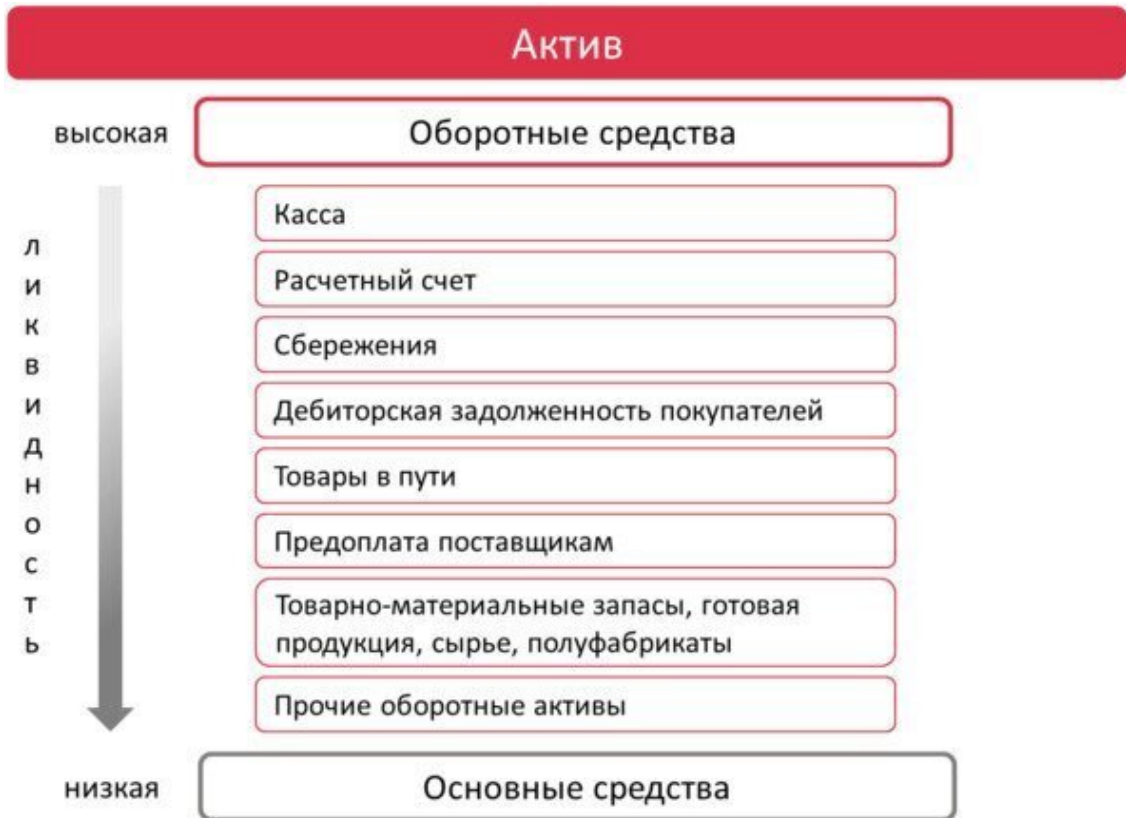 Актив
высокая
Оборотные средства
ликвидность
Касса
Расчетный счет
Сбережения
Дебиторская задолженность покупателей
Товары в пути
Предоплата поставщикам
Товарно-материальные запасы, готовая
продукция, сырье, полуфабрикаты
Прочие оборотные активы
низкая
Основные средства